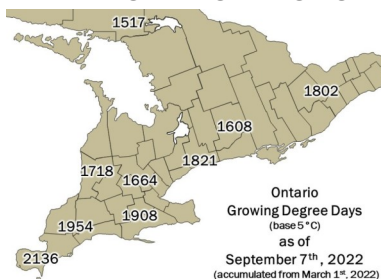 1517
1802
1608
1821
1718
1664
1954
1908
2136
Ontario
Growing Degree Days
(base 5 °C)
as of
September 7th, 2022
(accumulated from March 1st, 2022)